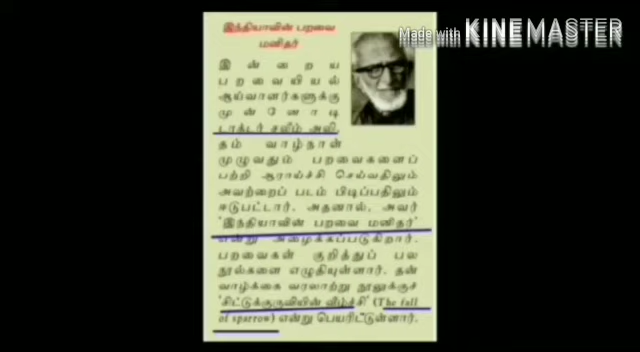 Made with KINEMASTER
இந்தியாவின் பறவை
மனிதர்
இன்றைய
பறவையியல்
ஆய்வாளர்களுக்கு
முன்னோடி
டாக்டர் சலீம் அலி.
தம் வாழ்நாள்
முழுவதும் பறவைகளைப்
பற்றி ஆராய்ச்சி செய்வதிலும்
அவற்றைப் படம் பிடிப்பதிலும்
ஈடுபட்டார். அதனால், அவர்
'இந்தியாவின் பறவை மனிதர்'
என்று அழைக்கப்படுகிறார்.
பறவைகள் குறித்துப் பல
நூல்களை எழுதியுள்ளார். தன்
வாழ்க்கை வரலாற்று நூலுக்குச்
'சிட்டுக்குருவியின் வீழ்ச்சி' (The fall
of sparrow) என்று பெயரிட்டுள்ளார்.